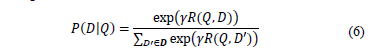 P(D|Q) = exp(γR(Q, D)) / ∑D′∈D exp(γR(Q, D′)) (6)